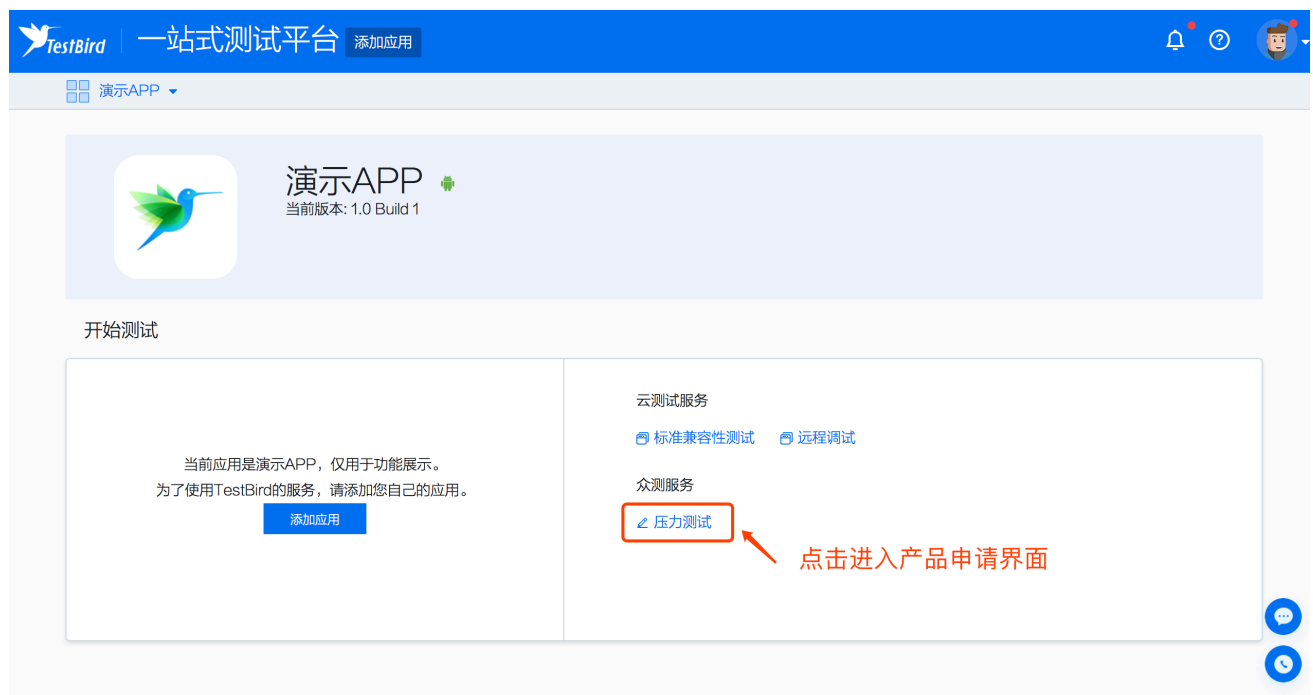 TestBird 一站式测试平台 添加应用
演示APP
演示APP
当前版本: 1.0 Build 1
开始测试
当前应用是演示APP，仅用于功能展示。
为了使用TestBird的服务，请添加您自己的应用。
添加应用
云测试服务
标准兼容性测试 远程调试
众测服务
压力测试
点击进入产品申请界面